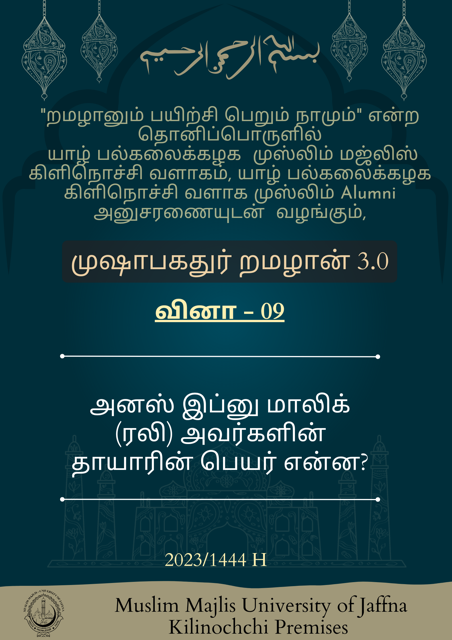 بسم الله الرحمن الرحيم
"றமழானும் பயிற்சி பெறும் நாமும்" என்ற
தொனிப்பொருளில்
யாழ் பல்கலைக்கழக முஸ்லிம் மஜ்லிஸ்
கிளிநொச்சி வளாகம், யாழ் பல்கலைக்கழக
கிளிநொச்சி வளாக முஸ்லிம் Alumni
அனுசரணையுடன் வழங்கும்,
முஷாபகதுர் றமழான் 3.0
வினா - 09
அனஸ் இப்னு மாலிக்
(ரலி) அவர்களின்
தாயாரின் பெயர் என்ன?
2023/1444 H
Muslim Majlis University of Jaffna
Kilinochchi Premises